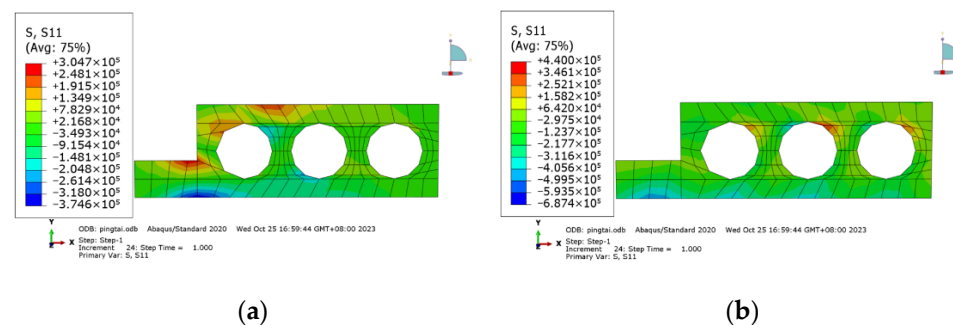 S, S11
(Avg: 75%)
+3.047×10⁵
+2.481×10⁵
+1.915×10⁵
+1.349×10⁵
+7.829×10⁴
+2.168×10⁴
-3.493×10⁴
-9.154×10⁴
-1.481×10⁵
-2.048×10⁵
-2.614×10⁵
-3.180×10⁵
-3.746×10⁵
Y
Z X
ODB: pingtai.odb Abaqus/Standard 2020 Wed Oct 25 16:59:44 GMT+08:00 2023
Step: Step-1
Increment 24: Step Time = 1.000
Primary Var: S, S11
(a)
S, S11
(Avg: 75%)
+4.400×10⁵
+3.461×10⁵
+2.521×10⁵
+1.582×10⁵
+6.420×10⁴
-2.975×10⁴
-1.237×10⁵
-2.177×10⁵
-3.116×10⁵
-4.056×10⁵
-4.995×10⁵
-5.935×10⁵
-6.874×10⁵
Y
Z X
ODB: pingtai.odb Abaqus/Standard 2020 Wed Oct 25 16:59:44 GMT+08:00 2023
Step: Step-1
Increment 24: Step Time = 1.000
Primary Var: S, S11
(b)